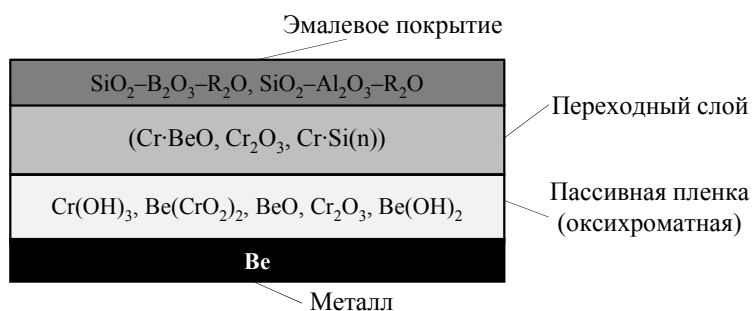 Эмалевое покрытие
SiO₂–B₂O₃–R₂O, SiO₂–Al₂O₃–R₂O
Переходный слой
(Cr·BeO, Cr₂O₃, Cr·Si(n))
Пассивная пленка
(оксихроматная)
Cr(OH)₃, Be(CrO₂)₂, BeO, Cr₂O₃, Be(OH)₂
Be
Металл